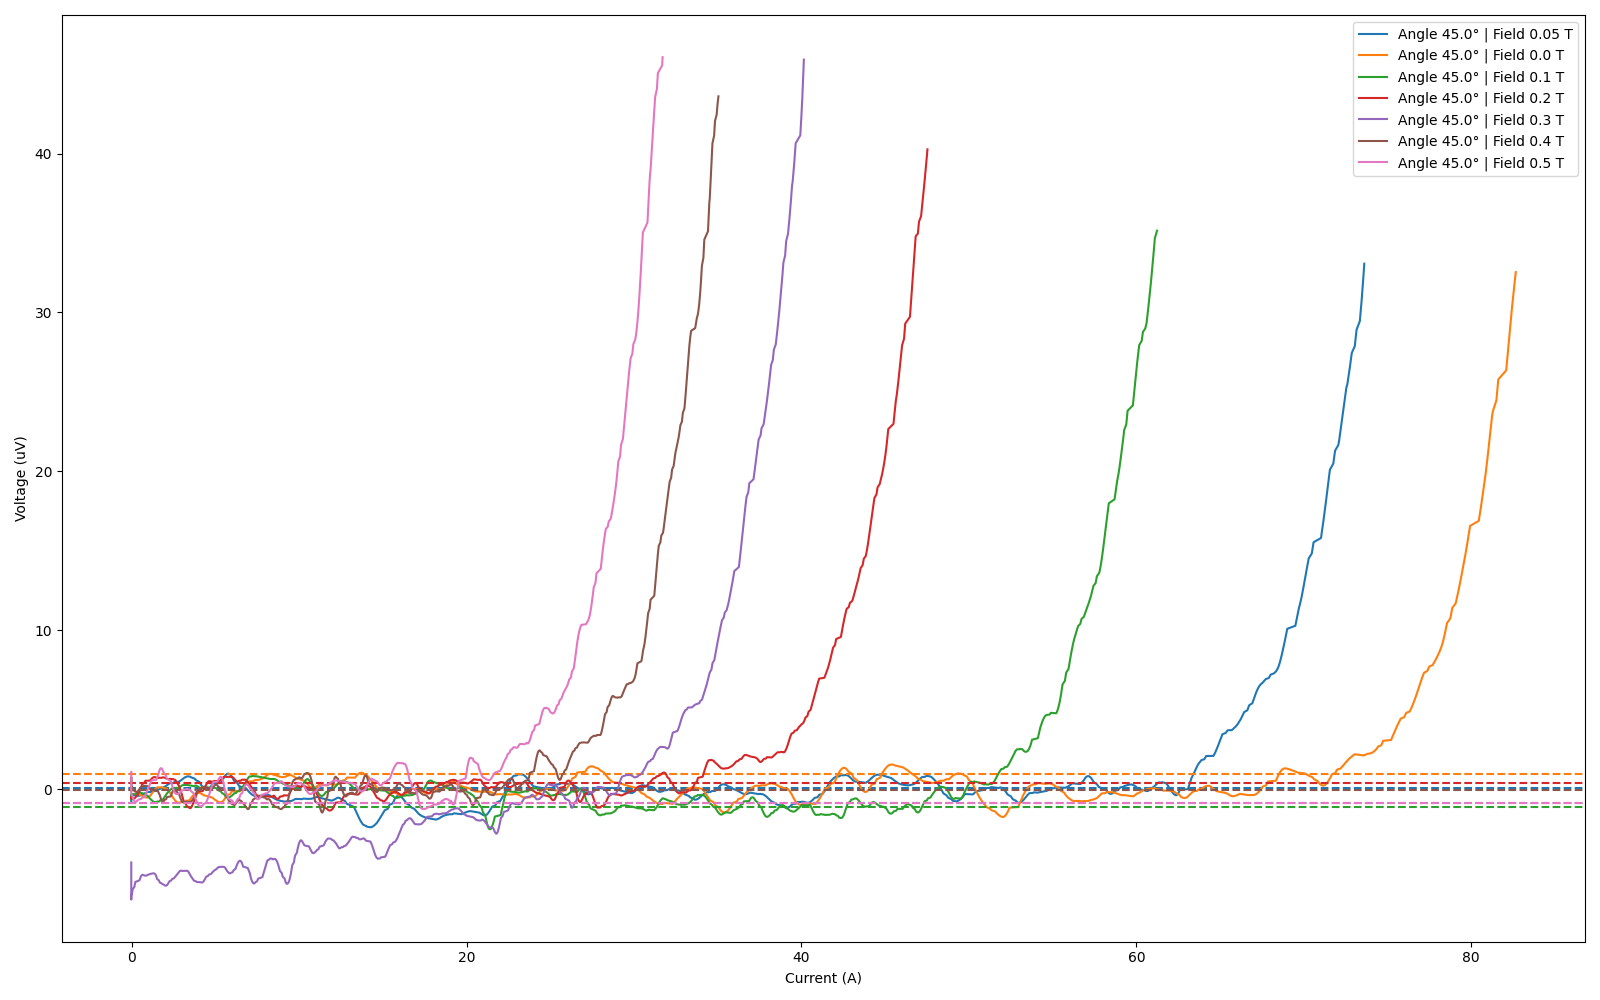 Angle 45.0° | Field 0.05 T
Angle 45.0° | Field 0.0 T
Angle 45.0° | Field 0.1 T
Angle 45.0° | Field 0.2 T
Angle 45.0° | Field 0.3 T
Angle 45.0° | Field 0.4 T
Angle 45.0° | Field 0.5 T
40
30
20
10
0
Voltage (uV)
0 20 40 60 80
Current (A)